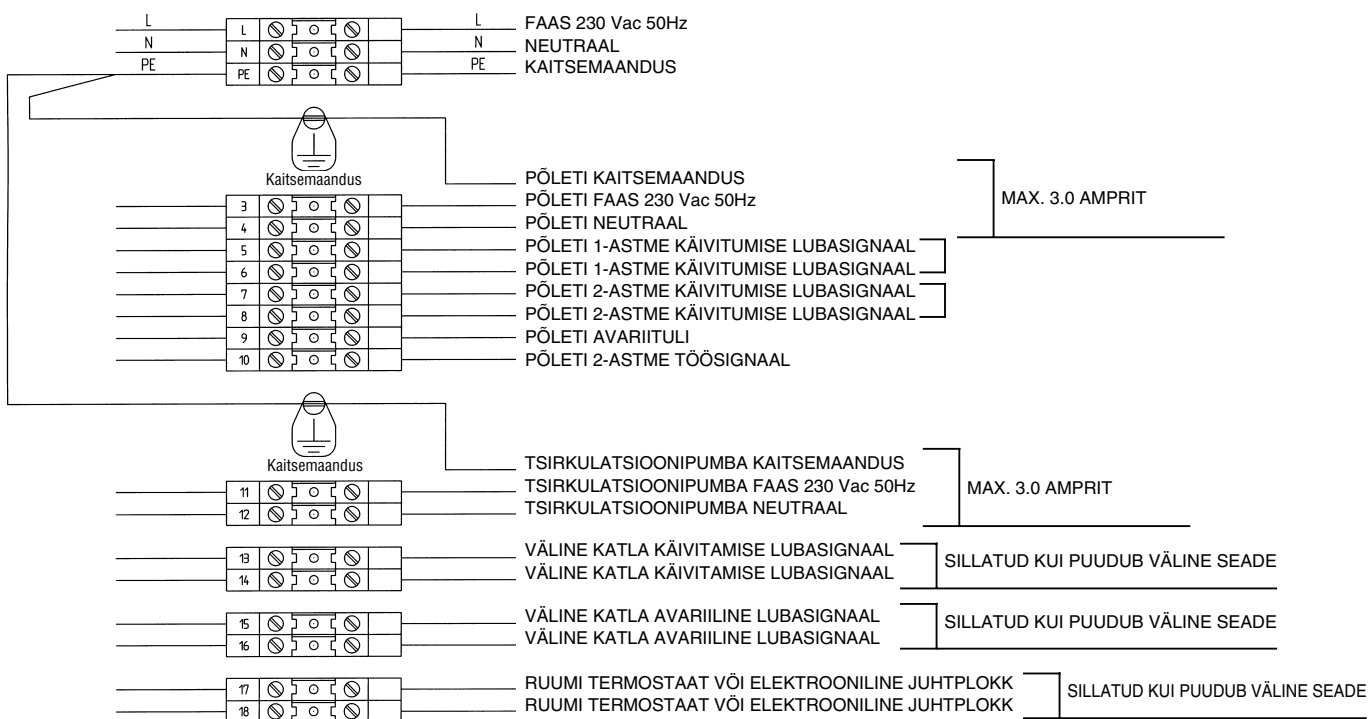 L L L FAAS 230 Vac 50Hz
N N N NEUTRAAL
PE PE PE KAITSEMAANDUS
Kaitsemaandus
PÕLETI KAITSEMAANDUS
3 PÕLETI FAAS 230 Vac 50Hz
MAX. 3.0 AMPRIT
4 PÕLETI NEUTRAAL
5 PÕLETI 1-ASTME KÄIVITUMISE LUBASIGNAAL
6 PÕLETI 1-ASTME KÄIVITUMISE LUBASIGNAAL
7 PÕLETI 2-ASTME KÄIVITUMISE LUBASIGNAAL
8 PÕLETI 2-ASTME KÄIVITUMISE LUBASIGNAAL
9 PÕLETI AVARIITULI
10 PÕLETI 2-ASTME TÖÖSIGNAAL
Kaitsemaandus
TSIRKULATSIOONIPUMBA KAITSEMAANDUS
11 TSIRKULATSIOONIPUMBA FAAS 230 Vac 50Hz
MAX. 3.0 AMPRIT
12 TSIRKULATSIOONIPUMBA NEUTRAAL
13 VÄLINE KATLA KÄIVITAMISE LUBASIGNAAL
SILLATUD KUI PUUDUB VÄLINE SEADE
14 VÄLINE KATLA KÄIVITAMISE LUBASIGNAAL
15 VÄLINE KATLA AVARIILINE LUBASIGNAAL
SILLATUD KUI PUUDUB VÄLINE SEADE
16 VÄLINE KATLA AVARIILINE LUBASIGNAAL
17 RUUMI TERMOSTAAT VÖI ELEKTROONILINE JUHTPLOKK
SILLATUD KUI PUUDUB VÄLINE SEADE
18 RUUMI TERMOSTAAT VÖI ELEKTROONILINE JUHTPLOKK